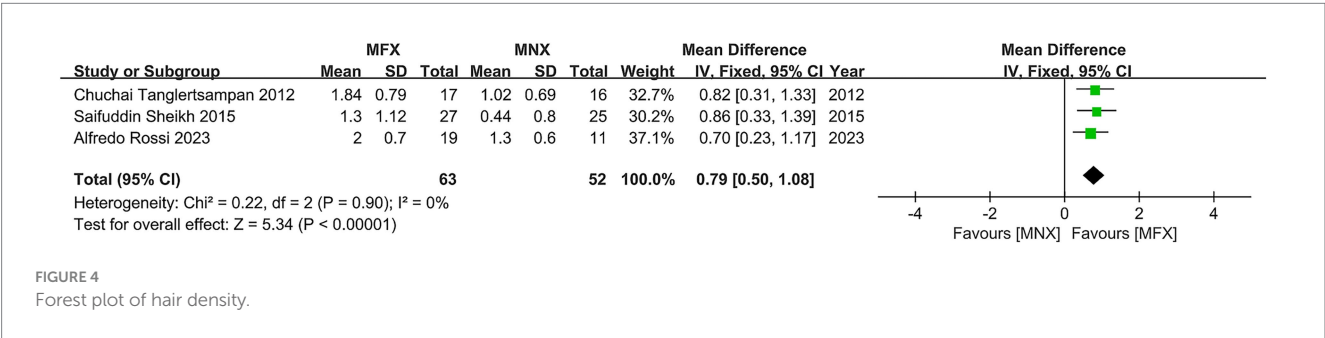 MFX MNX Mean Difference Mean Difference
Study or Subgroup Mean SD Total Mean SD Total Weight IV, Fixed, 95% CI Year IV, Fixed, 95% CI
Chuchai Tanglertsampan 2012 1.84 0.79 17 1.02 0.69 16 32.7% 0.82 [0.31, 1.33] 2012
Saifuddin Sheikh 2015 1.3 1.12 27 0.44 0.8 25 30.2% 0.86 [0.33, 1.39] 2015
Alfredo Rossi 2023 2 0.7 19 1.3 0.6 11 37.1% 0.70 [0.23, 1.17] 2023
Total (95% CI) 63 52 100.0% 0.79 [0.50, 1.08]
Heterogeneity: Chi² = 0.22, df = 2 (P = 0.90); I² = 0%
Test for overall effect: Z = 5.34 (P < 0.00001)
-4 -2 0 2 4
Favours [MNX] Favours [MFX]
FIGURE 4
Forest plot of hair density.